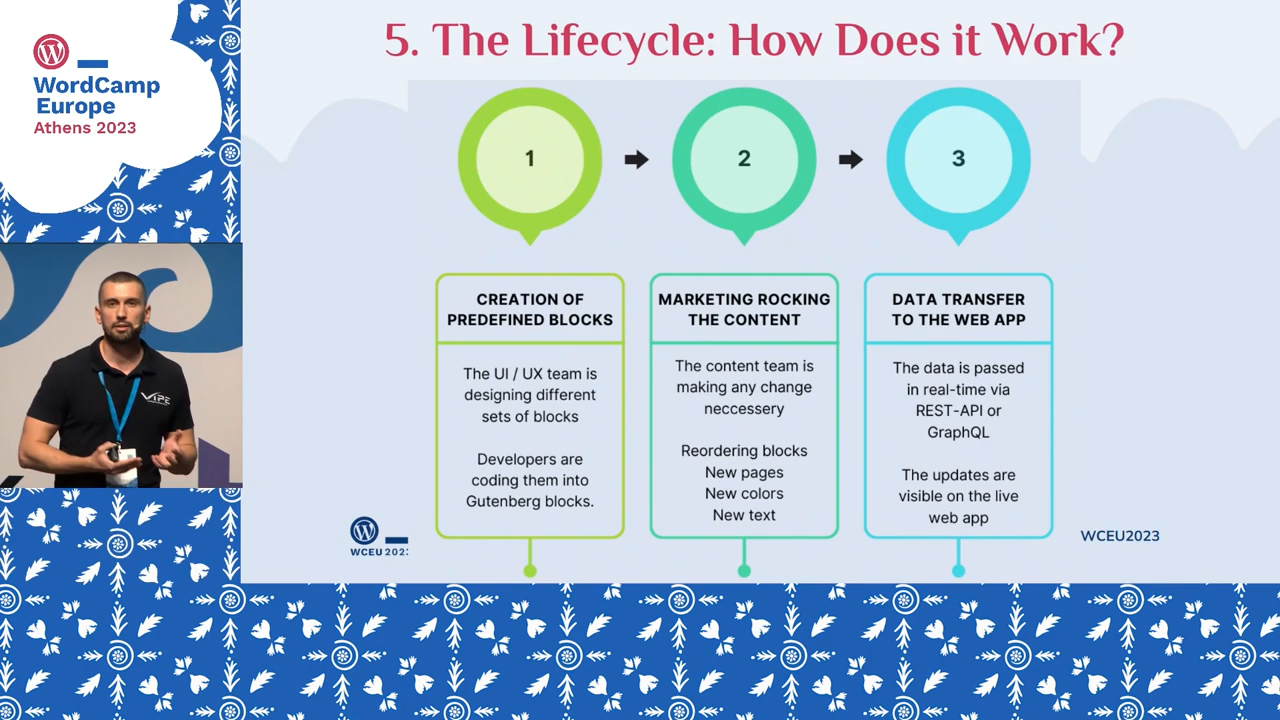 WordCamp
Europe
Athens 2023
5. The Lifecycle: How Does it Work?
1
2
3
CREATION OF
PREDEFINED BLOCKS
The UI / UX team is
designing different
sets of blocks
Developers are
coding them into
Gutenberg blocks.
MARKETING ROCKING
THE CONTENT
The content team is
making any change
neccessery
Reordering blocks
New pages
New colors
New text
DATA TRANSFER
TO THE WEB APP
The data is passed
in real-time via
REST-API or
GraphQL
The updates are
visible on the live
web app
WCEU 202
WCEU2023